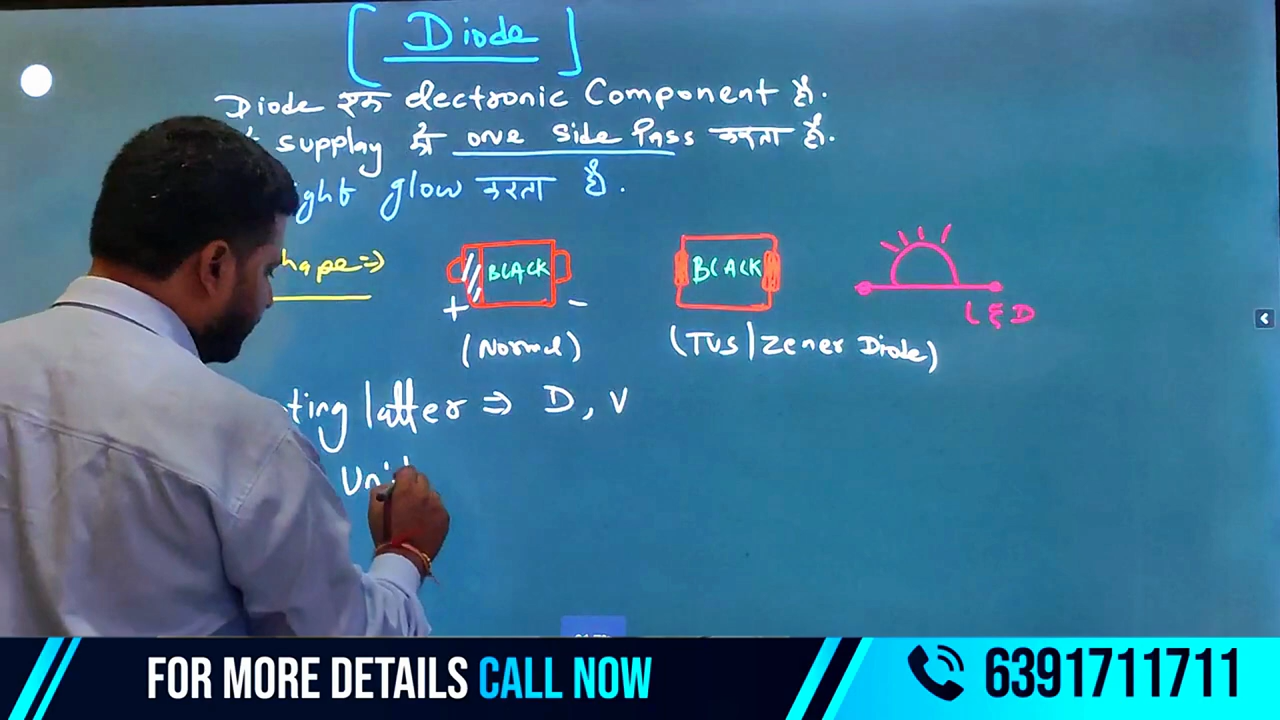 [ Diode ]
Diode एक electronic Component है.
supplay को one side Pass करता है.
ight glow करता है.
hape⇒
BLACK
BLACK
+ -
LED
(Normal)
(TVS/Zener Diode)
ting latter ⇒ D, V
Unit
FOR MORE DETAILS CALL NOW
6391711711